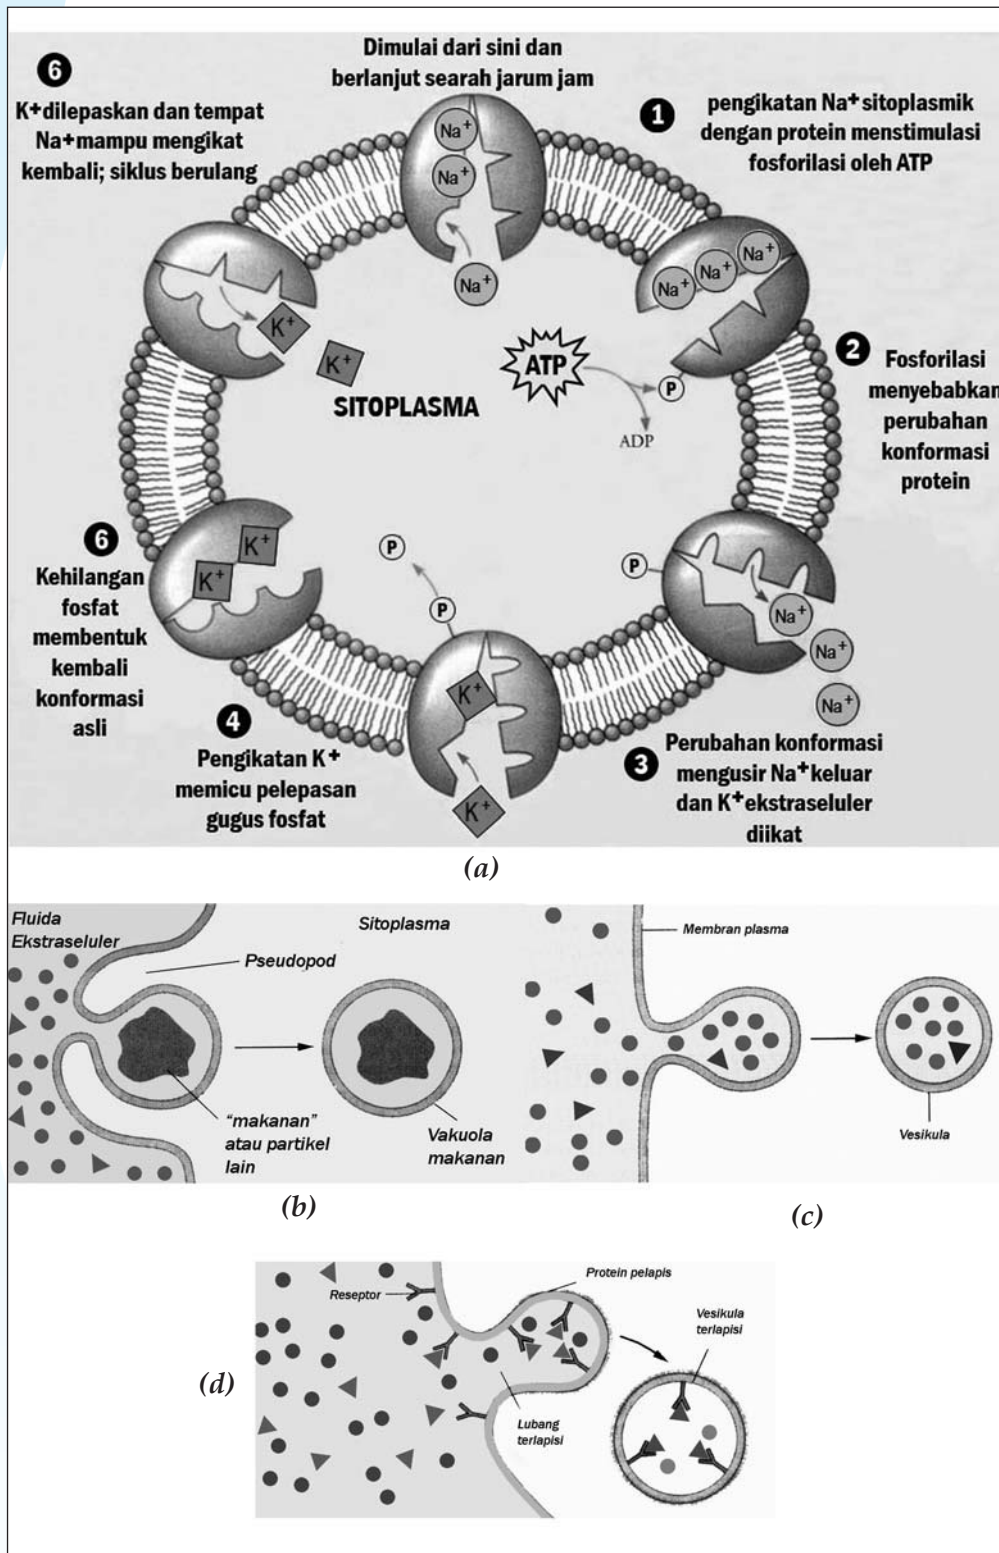 Dimulai dari sini dan
berlanjut searah jarum jam
1
pengikatan Na+ sitoplasmik
dengan protein menstimulasi
fosforilasi oleh ATP
2
Fosforilasi
menyebabkan
perubahan
konformasi
protein
3
Perubahan konformasi
mengusir Na+ keluar
dan K+ ekstraseluler
diikat
4
Pengikatan K+
memicu pelepasan
gugus fosfat
6
Kehilangan
fosfat
membentuk
kembali
konformasi
asli
6
K+ dilepaskan dan tempat
Na+ mampu mengikat
kembali; siklus berulang
Na+
Na+
Na+
Na+
Na+
Na+
ATP
P
ADP
P
Na+
Na+
Na+
K+
K+
P
P
K+
K+
K+
K+
SITOPLASMA
(a)
Fluida
Ekstraseluler
Sitoplasma
Pseudopod
"makanan"
atau partikel
lain
Vakuola
makanan
(b)
Membran plasma
Vesikula
(c)
(d)
Reseptor
Protein pelapis
Vesikula
terlapisi
Lubang
terlapisi